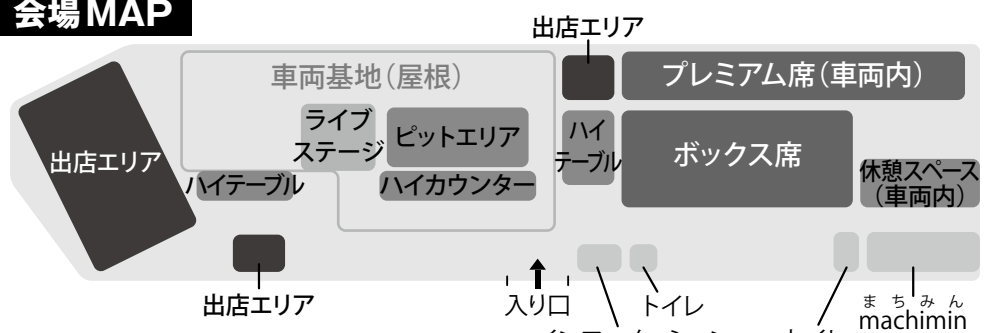 会場MAP
出店エリア
車両基地（屋根）
プレミアム席（車両内）
ライブ
ステージ
ピットエリア
ハイ
テーブル
ボックス席
出店エリア
ハイテーブル
ハイカウンター
休憩スペース
（車両内）
出店エリア
入り口
トイレ
まちみん
machimin